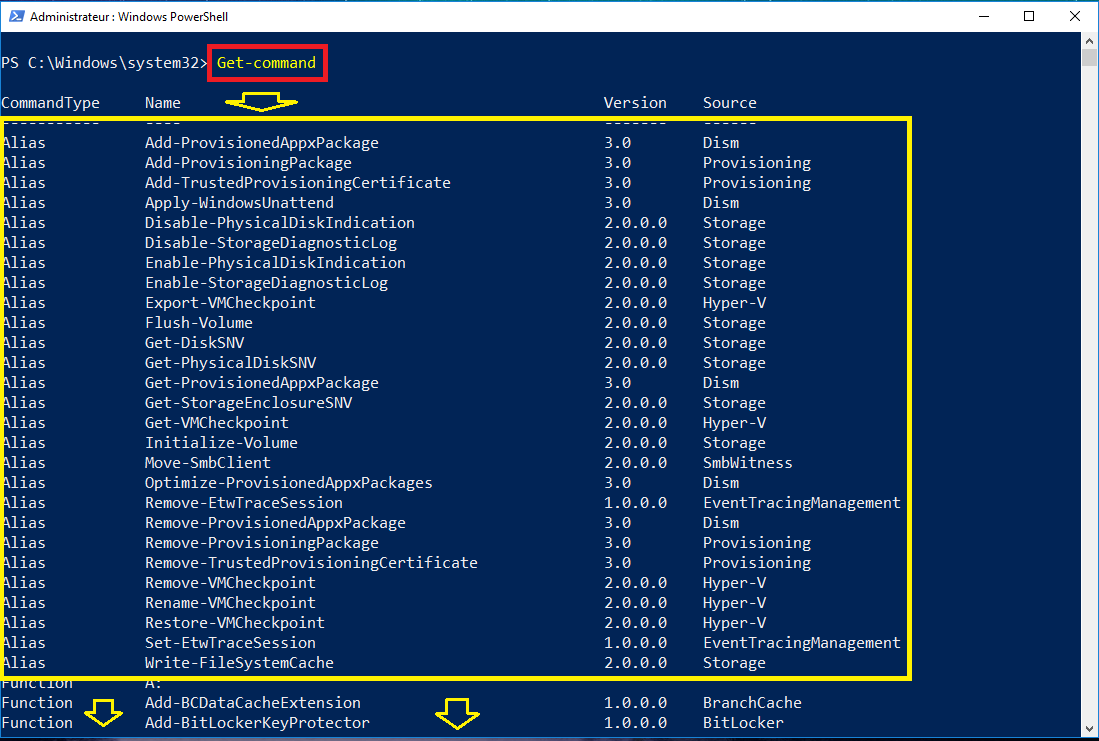 Administrateur : Windows PowerShell
PS C:\Windows\system32> Get-command
CommandType Name Version Source
----------- ---- ------- ------
Alias Add-ProvisionedAppxPackage 3.0 Dism
Alias Add-ProvisioningPackage 3.0 Provisioning
Alias Add-TrustedProvisioningCertificate 3.0 Provisioning
Alias Apply-WindowsUnattend 3.0 Dism
Alias Disable-PhysicalDiskIndication 2.0.0.0 Storage
Alias Disable-StorageDiagnosticLog 2.0.0.0 Storage
Alias Enable-PhysicalDiskIndication 2.0.0.0 Storage
Alias Enable-StorageDiagnosticLog 2.0.0.0 Storage
Alias Export-VMCheckpoint 2.0.0.0 Hyper-V
Alias Flush-Volume 2.0.0.0 Storage
Alias Get-DiskSNV 2.0.0.0 Storage
Alias Get-PhysicalDiskSNV 2.0.0.0 Storage
Alias Get-ProvisionedAppxPackage 3.0 Dism
Alias Get-StorageEnclosureSNV 2.0.0.0 Storage
Alias Get-VMCheckpoint 2.0.0.0 Hyper-V
Alias Initialize-Volume 2.0.0.0 Storage
Alias Move-SmbClient 2.0.0.0 SmbWitness
Alias Optimize-ProvisionedAppxPackages 3.0 Dism
Alias Remove-EtwTraceSession 1.0.0.0 EventTracingManagement
Alias Remove-ProvisionedAppxPackage 3.0 Dism
Alias Remove-ProvisioningPackage 3.0 Provisioning
Alias Remove-TrustedProvisioningCertificate 3.0 Provisioning
Alias Remove-VMCheckpoint 2.0.0.0 Hyper-V
Alias Rename-VMCheckpoint 2.0.0.0 Hyper-V
Alias Restore-VMCheckpoint 2.0.0.0 Hyper-V
Alias Set-EtwTraceSession 1.0.0.0 EventTracingManagement
Alias Write-FileSystemCache 2.0.0.0 Storage
Function A:
Function Add-BCDataCacheExtension 1.0.0.0 BranchCache
Function Add-BitLockerKeyProtector 1.0.0.0 BitLocker